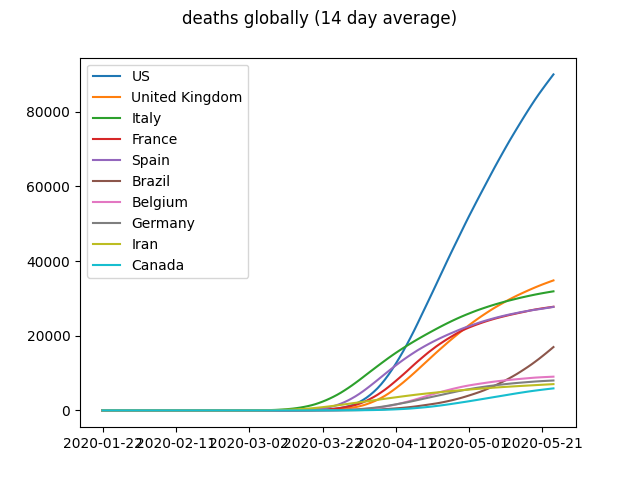 deaths globally (14 day average)
US
United Kingdom
Italy
France
Spain
Brazil
Belgium
Germany
Iran
Canada
80000
60000
40000
20000
0
2020-01-22 2020-02-11 2020-03-02 2020-03-22 2020-04-11 2020-05-01 2020-05-21